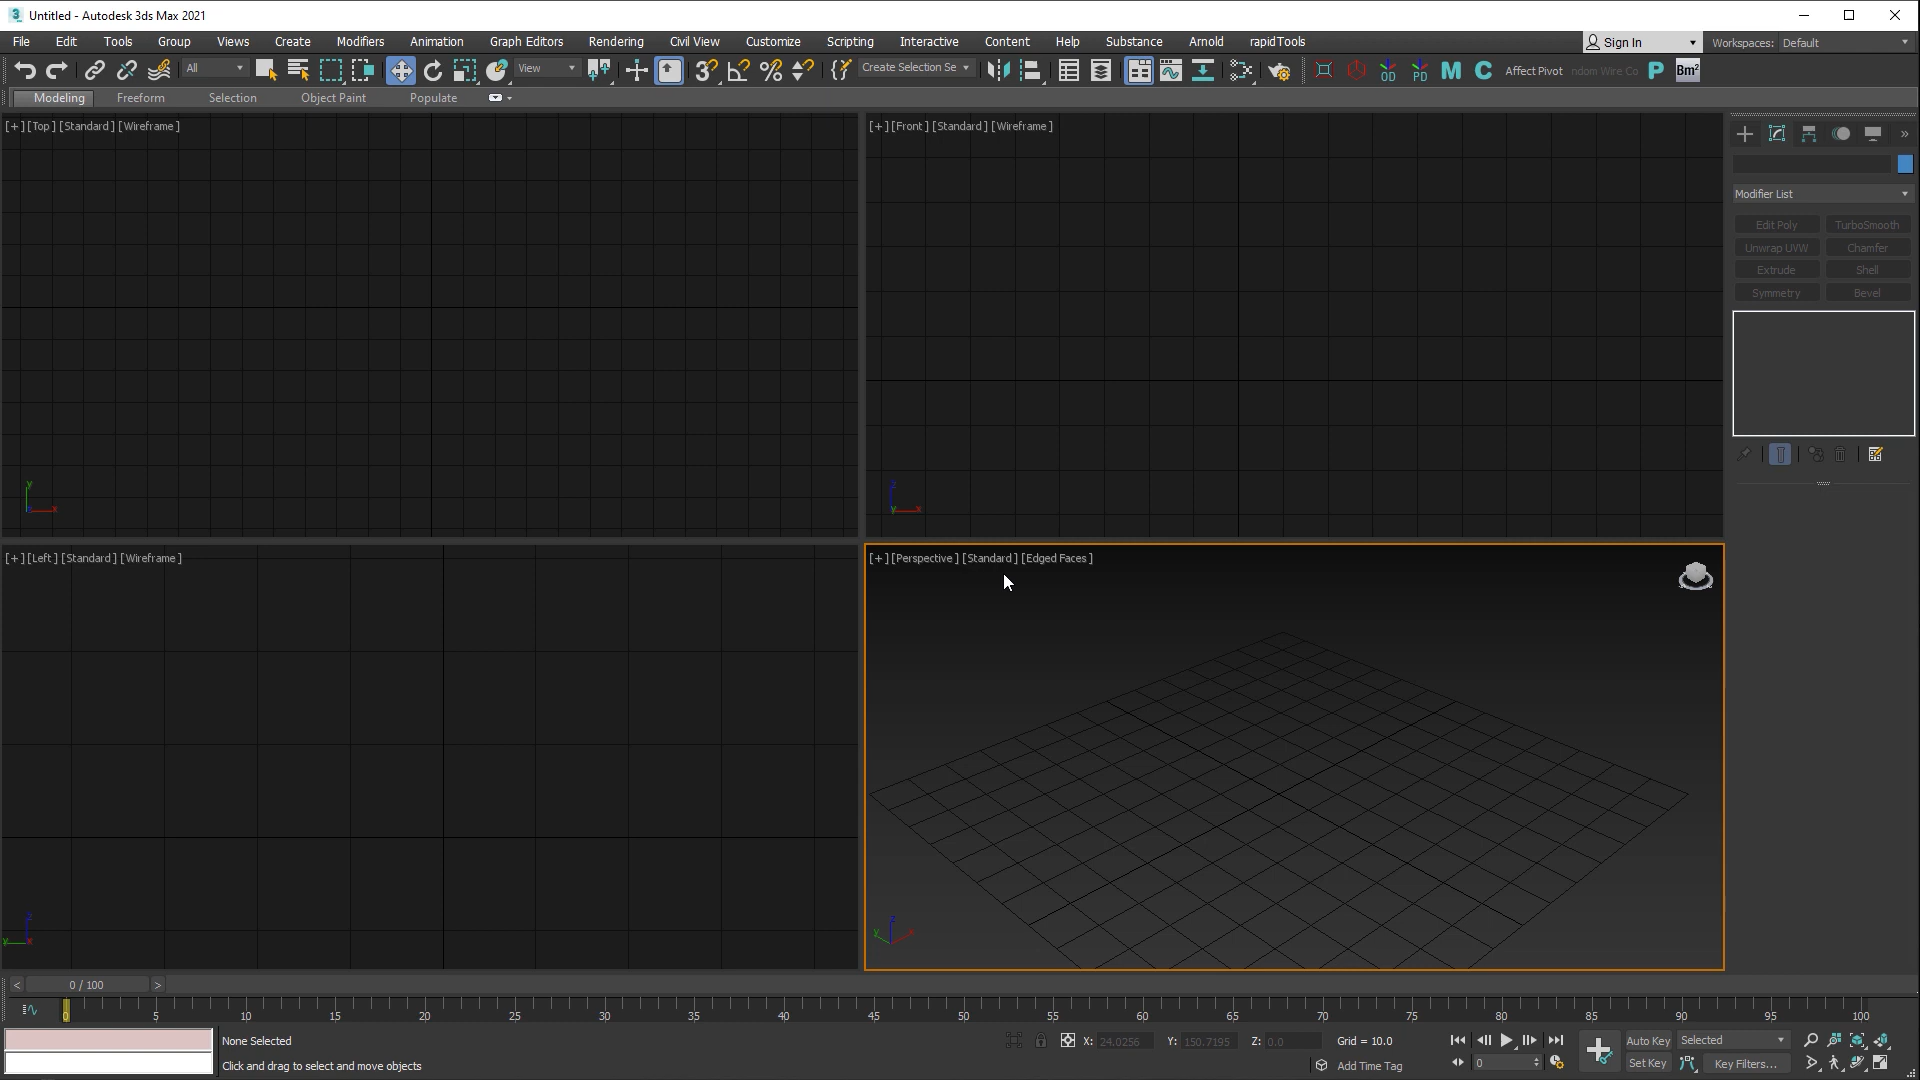 Untitled - Autodesk 3ds Max 2021
File Edit Tools Group Views Create Modifiers Animation Graph Editors Rendering Civil View Customize Scripting Interactive Content Help Substance Arnold rapidTools Sign In Workspaces: Default
All View Create Selection Se OD PD M C Affect Pivot ndom Wire Co P Bm²
Modeling Freeform Selection Object Paint Populate
[+] [Top] [Standard] [Wireframe]
[+] [Front] [Standard] [Wireframe]
Modifier List
Edit Poly TurboSmooth
Unwrap UVW Chamfer
Extrude Shell
Symmetry Bevel
y x
z y x
[+] [Left] [Standard] [Wireframe]
[+] [Perspective] [Standard] [Edged Faces]
z y x
z y x
< 0 / 100 >
0 5 10 15 20 25 30 35 40 45 50 55 60 65 70 75 80 85 90 95 100
None Selected
X: 24.0256 Y: 150.7195 Z: 0.0 Grid = 10.0
Auto Key Selected
Click and drag to select and move objects
Add Time Tag
0
Set Key Key Filters...